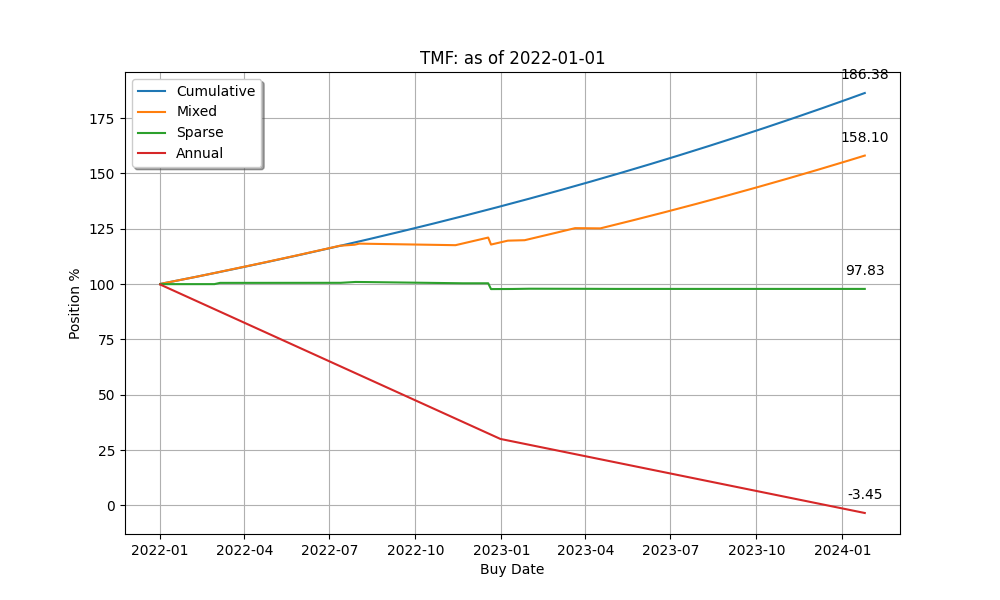 TMF: as of 2022-01-01
186.38
Cumulative
Mixed
Sparse
Annual
158.10
97.83
-3.45
Position %
175
150
125
100
75
50
25
0
2022-01 2022-04 2022-07 2022-10 2023-01 2023-04 2023-07 2023-10 2024-01
Buy Date